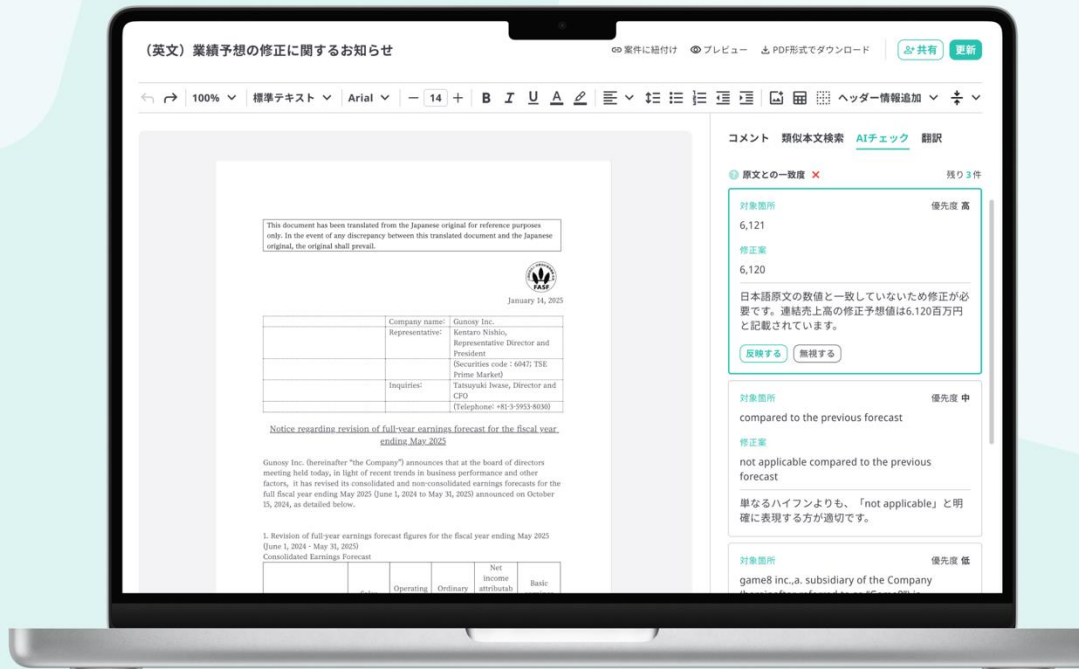 （英文）業績予想の修正に関するお知らせ
案件に紐付け プレビュー PDF形式でダウンロード 共有 更新
100% 標準テキスト Arial − 14 + B I U A ヘッダー情報追加
コメント 類似本文検索 AIチェック 翻訳
原文との一致度 残り3件
対象箇所 優先度 高
6,121
修正案
6,120
日本語原文の数値と一致していないため修正が必
要です。連結売上高の修正予想値は6.120百万円
と記載されています。
反映する 無視する
対象箇所 優先度 中
compared to the previous forecast
修正案
not applicable compared to the previous
forecast
単なるハイフンよりも、「not applicable」と明
確に表現する方が適切です。
対象箇所 優先度 低
game8 inc.,a. subsidiary of the Company
This document has been translated from the Japanese original for reference purposes
only. In the event of any discrepancy between this translated document and the Japanese
original, the original shall prevail.
FASF
January 14, 2025
Company name: Gunosy Inc.
Representative: Kentaro Nishio,
Representative Director and
President
(Securities code : 6047; TSE
Prime Market)
Inquiries: Tatsuyuki Iwase, Director and
CFO
(Telephone: +81-3-5953-8030)
Notice regarding revision of full-year earnings forecast for the fiscal year
ending May 2025
Gunosy Inc. (hereinafter "the Company") announces that at the board of directors
meeting held today, in light of recent trends in business performance and other
factors, it has revised its consolidated and non-consolidated earnings forecasts for the
full fiscal year ending May 2025 (June 1, 2024 to May 31, 2025) announced on October
15, 2024, as detailed below.
1. Revision of full-year earnings forecast figures for the fiscal year ending May 2025
(June 1, 2024 - May 31, 2025)
Consolidated Earnings Forecast
Net
income
Operating Ordinary attributab Basic